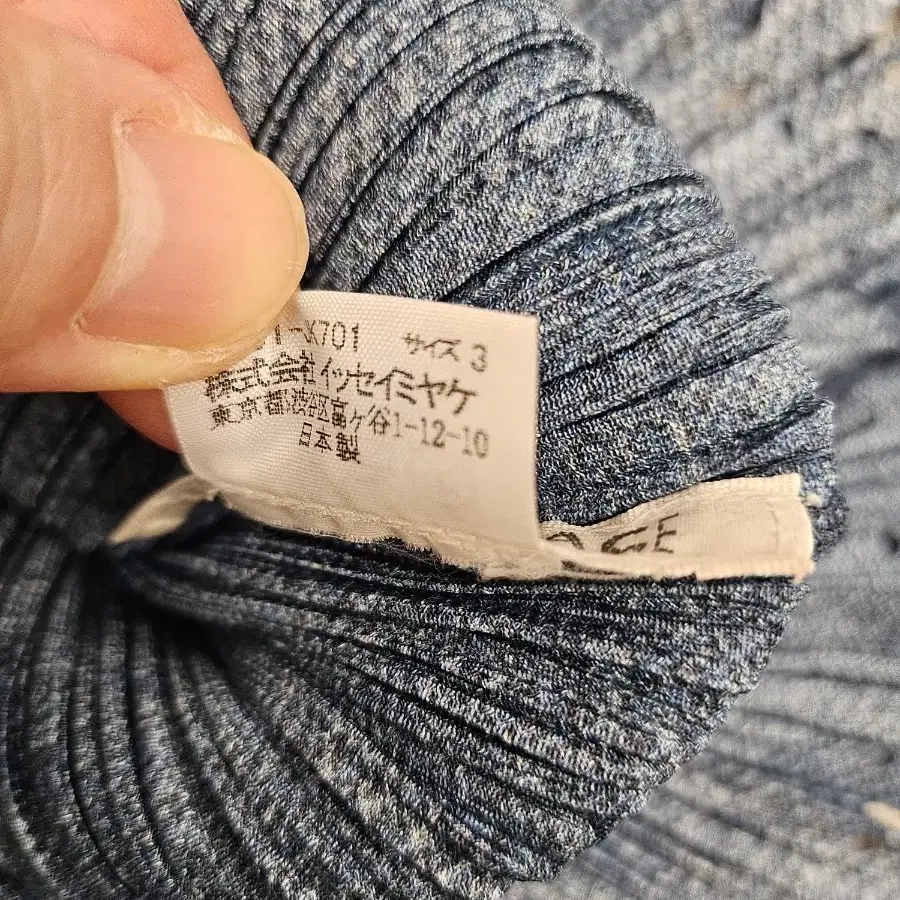 -X701 サイズ 3
株式会社イッセイミヤケ
東京都渋谷区富ヶ谷1-12-10
日本製